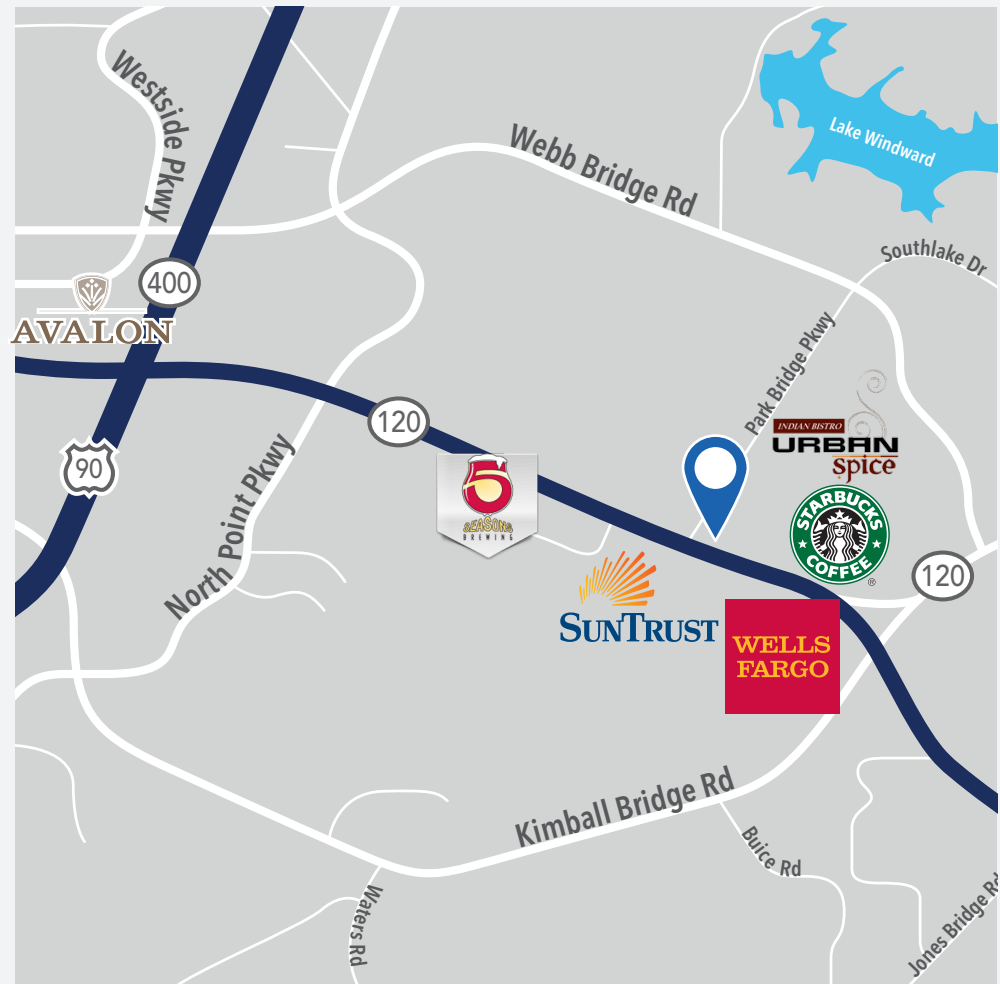 Westside Pkwy
Webb Bridge Rd
Lake Windward
Southlake Dr
400
AVALON
Park Bridge Pkwy
120
INDIAN BISTRO
URBAN
spice
90
North Point Pkwy
5
SEASONS
BREWING
STARBUCKS
COFFEE
®
120
SUNTRUST
WELLS
FARGO
Kimball Bridge Rd
Buice Rd
Waters Rd
Jones Bridge Rd